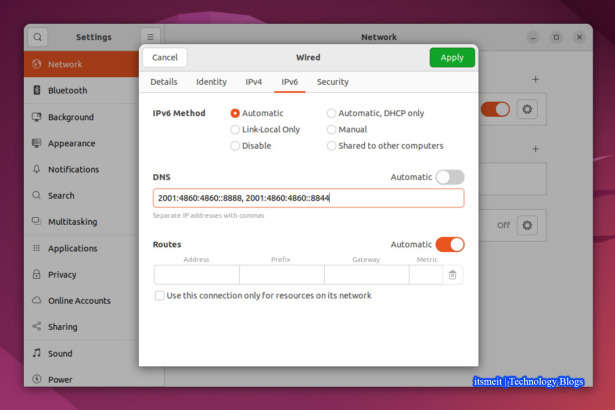 Settings
Network
Network
Bluetooth
Background
Appearance
Notifications
Search
Multitasking
Applications
Privacy
Online Accounts
Sharing
Sound
Power
Off
Cancel
Wired
Apply
Details Identity IPv4 IPv6 Security
IPv6 Method
Automatic
Automatic, DHCP only
Link-Local Only
Manual
Disable
Shared to other computers
DNS
Automatic
2001:4860:4860::8888, 2001:4860:4860::8844
Separate IP addresses with commas
Routes
Automatic
Address Prefix Gateway Metric
Use this connection only for resources on its network
itsmeit | Technology Blogs